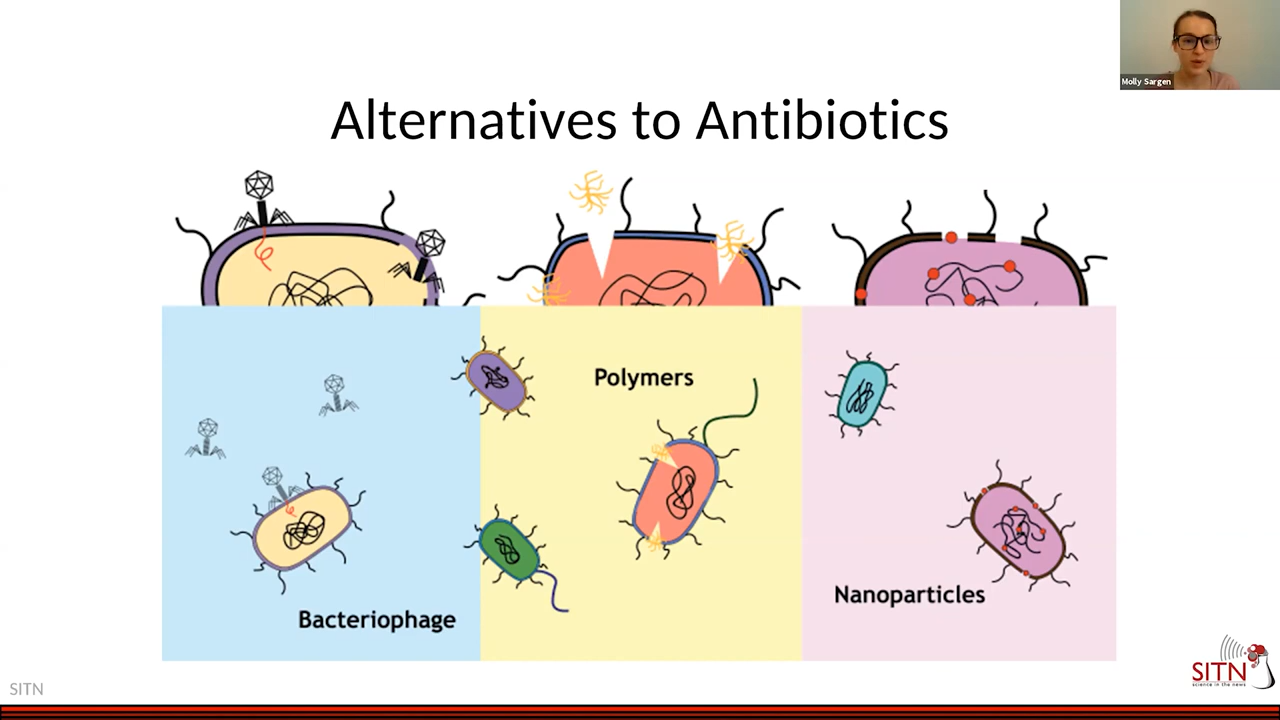 Molly Sargen
Alternatives to Antibiotics
Polymers
Nanoparticles
Bacteriophage
SITN
science in the news
SITN